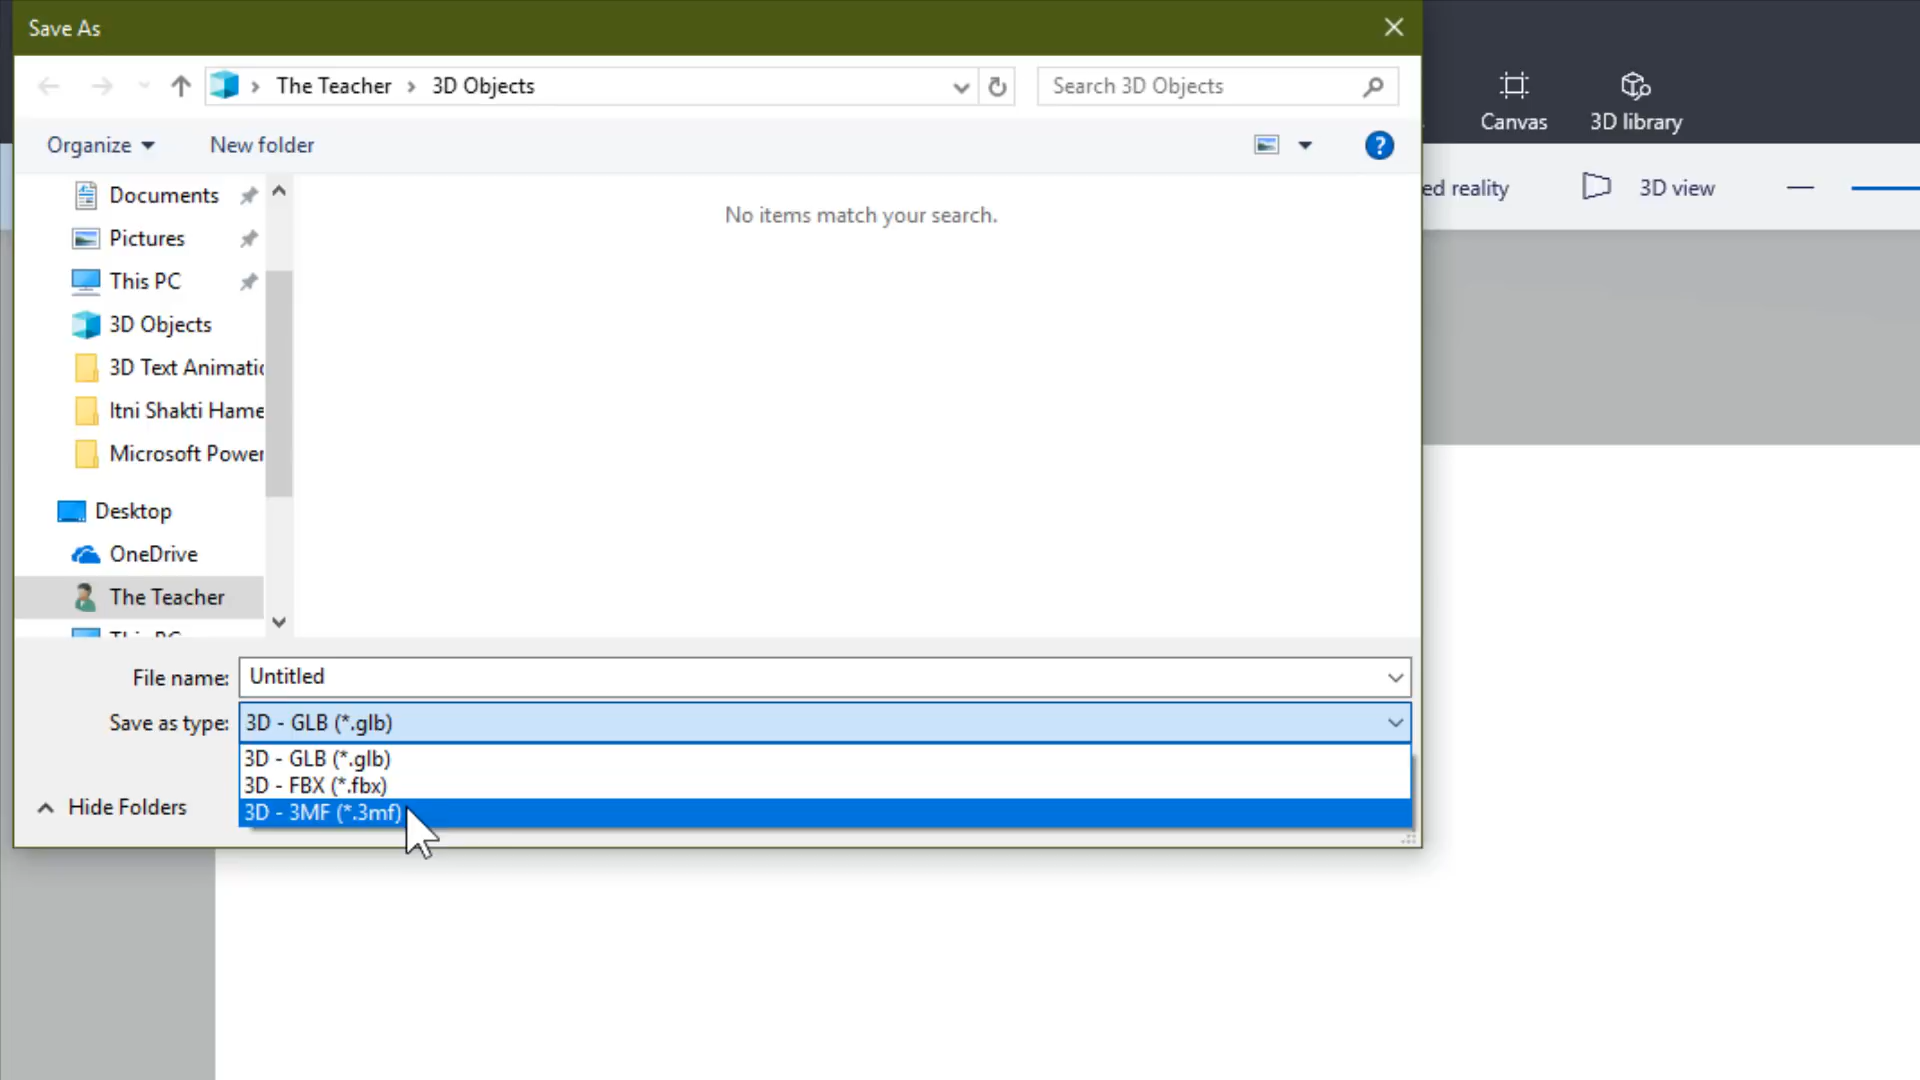 Save As
The Teacher > 3D Objects
Search 3D Objects
Canvas
3D library
Organize
New folder
?
ed reality
3D view
Documents
Pictures
This PC
3D Objects
3D Text Animatic
Itni Shakti Hame
Microsoft Power
Desktop
OneDrive
The Teacher
This PC
No items match your search.
File name: Untitled
Save as type: 3D - GLB (*.glb)
3D - GLB (*.glb)
3D - FBX (*.fbx)
3D - 3MF (*.3mf)
Hide Folders